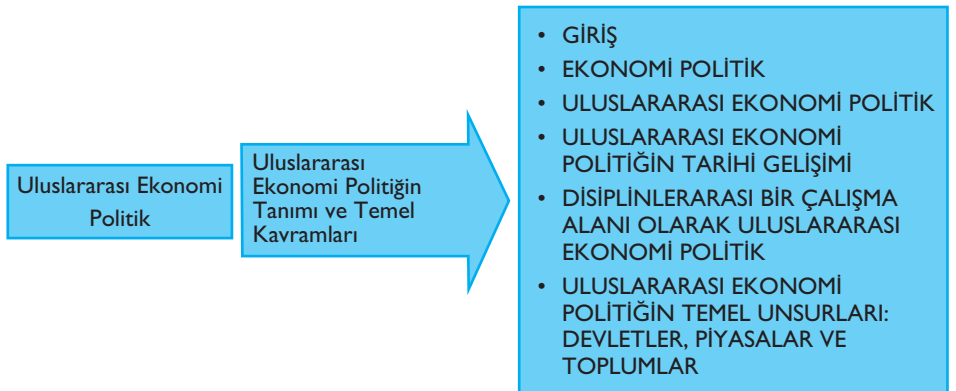 Uluslararası Ekonomi
Politik
Uluslararası
Ekonomi Politiğin
Tanımı ve Temel
Kavramları
• GİRİŞ
• EKONOMİ POLİTİK
• ULUSLARARASI EKONOMİ POLİTİK
• ULUSLARARASI EKONOMİ
POLİTİĞİN TARİHİ GELİŞİMİ
• DİSİPLİNLERARASI BİR ÇALIŞMA
ALANI OLARAK ULUSLARARASI
EKONOMİ POLİTİK
• ULUSLARARASI EKONOMİ
POLİTİĞİN TEMEL UNSURLARI:
DEVLETLER, PİYASALAR VE
TOPLUMLAR